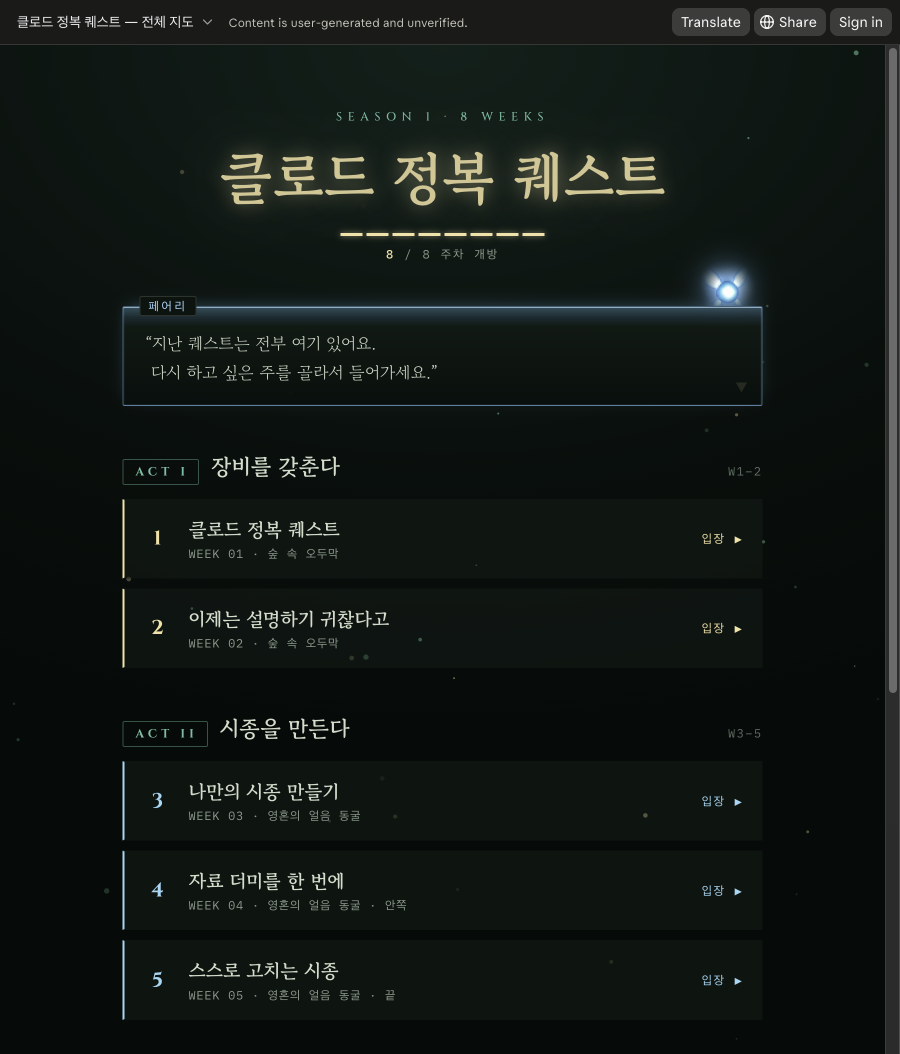 클로드 정복 퀘스트 — 전체 지도
Content is user-generated and unverified.
Translate
Share
Sign in
SEASON 1 · 8 WEEKS
클로드 정복 퀘스트
8 / 8 주차 개방
페어리
“지난 퀘스트는 전부 여기 있어요.
다시 하고 싶은 주를 골라서 들어가세요.”
ACT I 장비를 갖춘다 W1–2
1 클로드 정복 퀘스트
WEEK 01 · 숲 속 오두막
입장 ▶
2 이제는 설명하기 귀찮다고
WEEK 02 · 숲 속 오두막
입장 ▶
ACT II 시종을 만든다 W3–5
3 나만의 시종 만들기
WEEK 03 · 영혼의 얼음 동굴
입장 ▶
4 자료 더미를 한 번에
WEEK 04 · 영혼의 얼음 동굴 · 안쪽
입장 ▶
5 스스로 고치는 시종
WEEK 05 · 영혼의 얼음 동굴 · 끝
입장 ▶